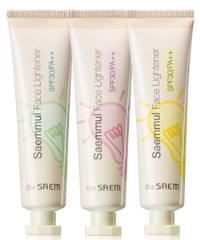 Saemmul Face Lightener
SPF30/PA++
the SAEM
Saemmul Face Lightener
SPF30/PA++
the SAEM
Saemmul Face Lightener
SPF30/PA++
the SAEM